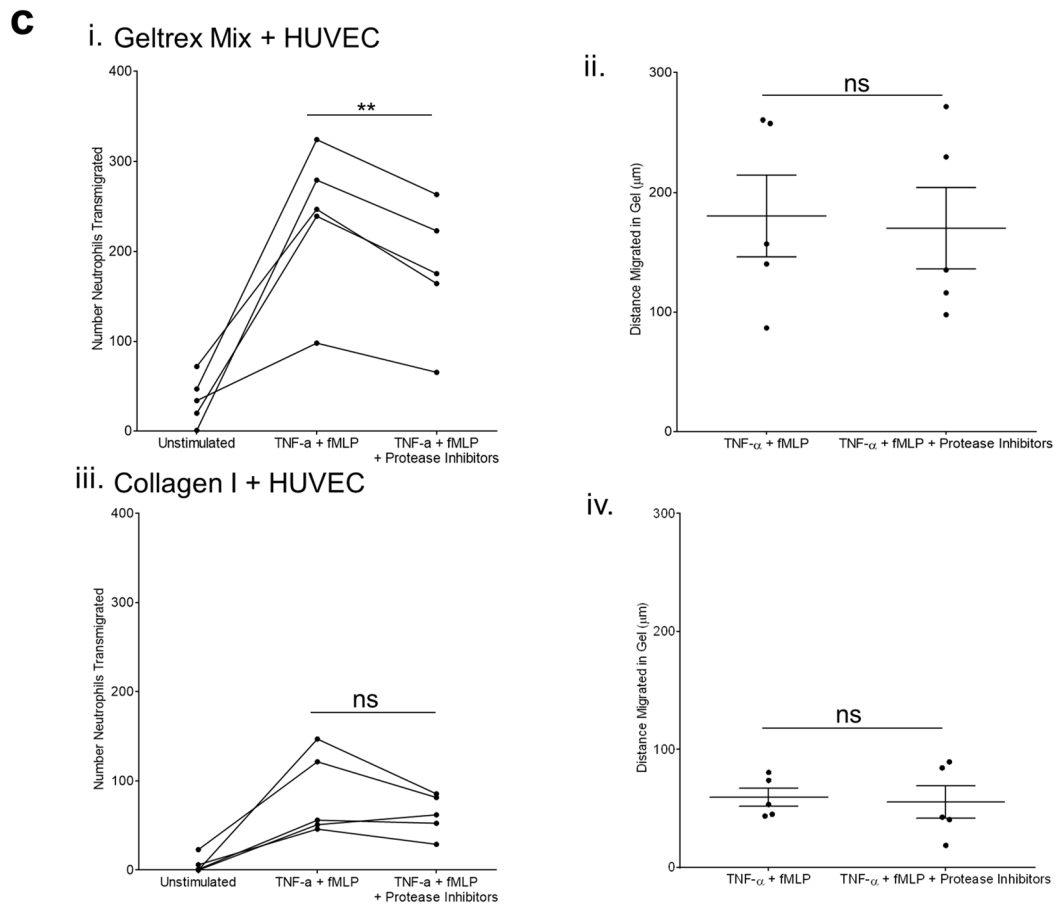 c
i. Geltrex Mix + HUVEC
400
300
200
100
0
Number Neutrophils Transmigrated
**
Unstimulated
TNF-a + fMLP
TNF-a + fMLP
+ Protease Inhibitors
ii.
300
200
100
0
Distance Migrated in Gel (μm)
ns
TNF-α + fMLP
TNF-α + fMLP + Protease Inhibitors
iii. Collagen I + HUVEC
400
300
200
100
0
Number Neutrophils Transmigrated
ns
Unstimulated
TNF-a + fMLP
TNF-a + fMLP
+ Protease Inhibitors
iv.
300
200
100
0
Distance Migrated in Gel (μm)
ns
TNF-α + fMLP
TNF-α + fMLP + Protease Inhibitors